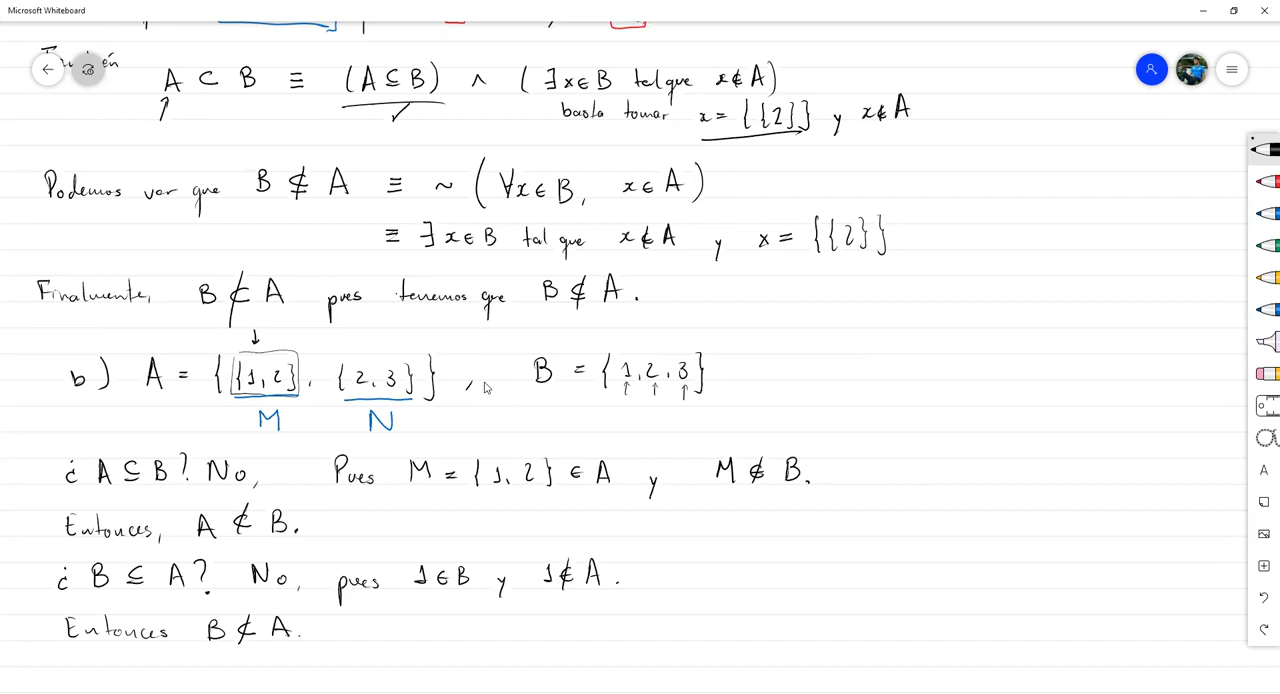 Microsoft Whiteboard
También
A ⊂ B ≡ (A ⊆ B) ∧ (∃x∈B tal que x∉A)
basta tomar x = {{2}} y x∉A
Podemos ver que B ⊈ A ≡ ~ (∀x∈B, x∈A)
≡ ∃x∈B tal que x∉A y x = {{2}}
Finalmente, B ⊄ A pues tenemos que B ⊈ A.
b) A = {{1,2}, {2,3}}, B = {1,2,3}
M N
¿A ⊆ B? No, Pues M = {1,2} ∈ A y M ∉ B.
Entonces, A ⊄ B.
¿B ⊆ A? No, pues 1∈B y 1∉A.
Entonces B ⊄ A.
A